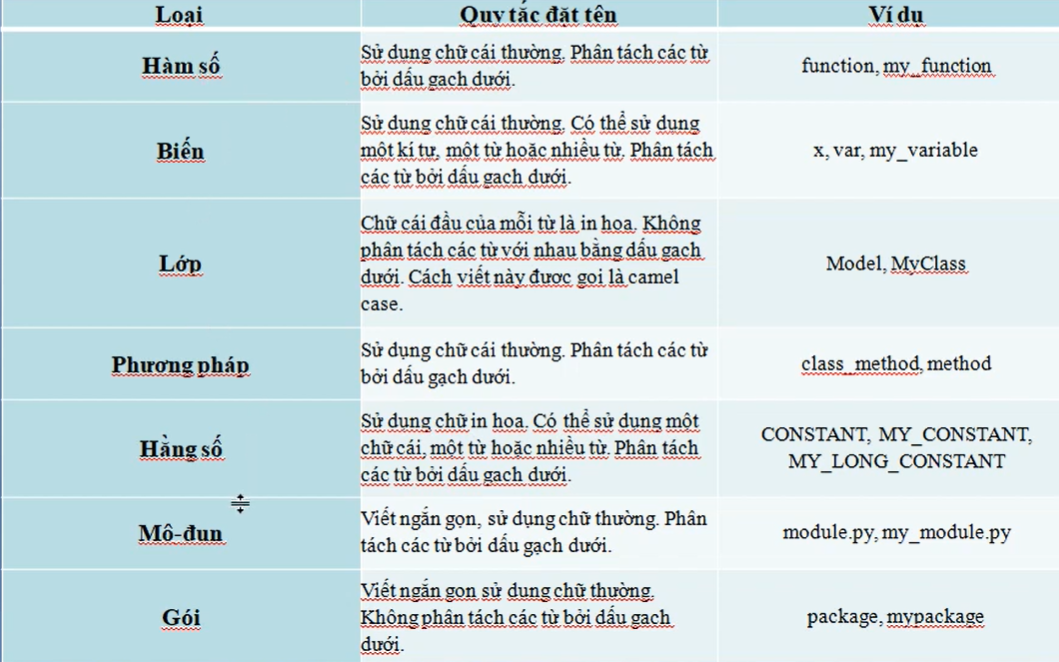 Loại Quy tắc đặt tên Ví dụ
Hàm số
Sử dụng chữ cái thường. Phân tách các từ
bởi dấu gạch dưới.
function, my_function
Biến
Sử dụng chữ cái thường. Có thể sử dụng
một kí tự, một từ hoặc nhiều từ. Phân tách
các từ bởi dấu gạch dưới.
x, var, my_variable
Lớp
Chữ cái đầu của mỗi từ là in hoa. Không
phân tách các từ với nhau bằng dấu gạch
dưới. Cách viết này được gọi là camel
case.
Model, MyClass
Phương pháp
Sử dụng chữ cái thường. Phân tách các từ
bởi dấu gạch dưới.
class_method, method
Hằng số
Sử dụng chữ in hoa. Có thể sử dụng một
chữ cái, một từ hoặc nhiều từ. Phân tách
các từ bởi dấu gạch dưới.
CONSTANT, MY_CONSTANT,
MY_LONG_CONSTANT
Mô-đun
Viết ngắn gọn, sử dụng chữ thường. Phân
tách các từ bởi dấu gạch dưới.
module.py, my_module.py
Gói
Viết ngắn gọn sử dụng chữ thường.
Không phân tách các từ bởi dấu gạch
dưới.
package, mypackage